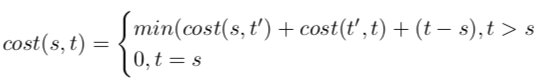 cost(s, t) = { min(cost(s, t′) + cost(t′, t) + (t − s), t > s
0, t = s